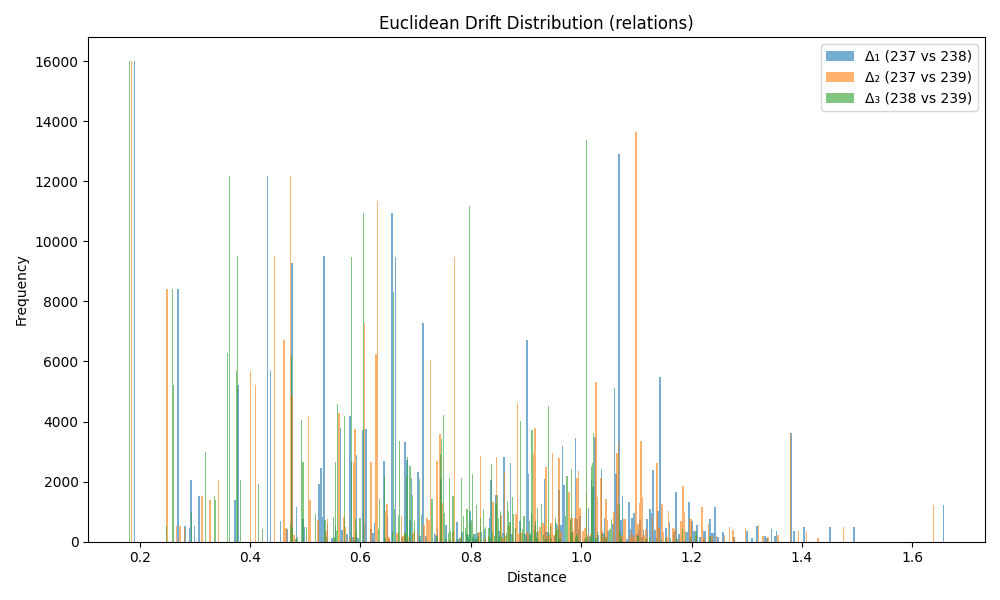 Euclidean Drift Distribution (relations)
Δ₁ (237 vs 238)
Δ₂ (237 vs 239)
Δ₃ (238 vs 239)
16000
14000
12000
10000
8000
6000
4000
2000
0
Frequency
0.2 0.4 0.6 0.8 1.0 1.2 1.4 1.6
Distance